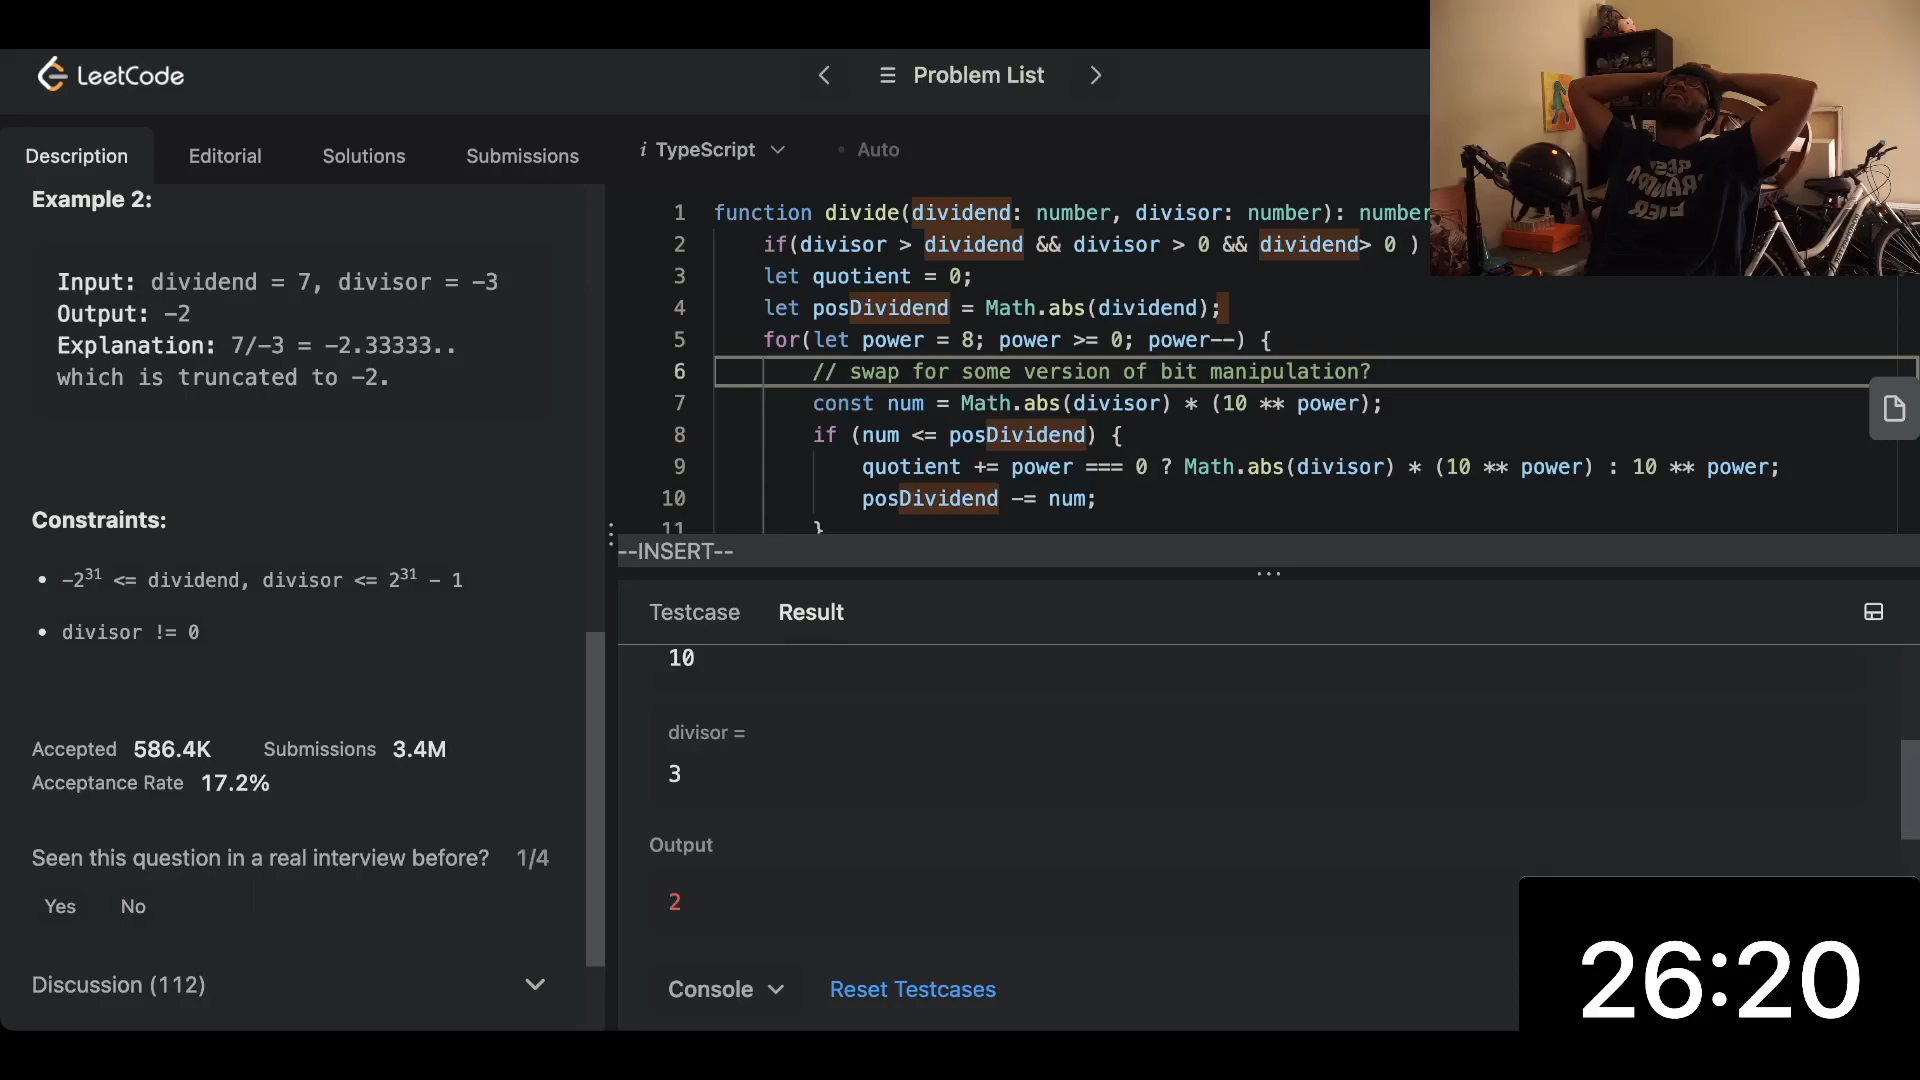 LeetCode
Problem List
Description
Editorial
Solutions
Submissions
Example 2:
Input: dividend = 7, divisor = -3
Output: -2
Explanation: 7/-3 = -2.33333..
which is truncated to -2.
Constraints:
• -2³¹ <= dividend, divisor <= 2³¹ - 1
• divisor != 0
Accepted 586.4K Submissions 3.4M
Acceptance Rate 17.2%
Seen this question in a real interview before? 1/4
Yes No
Discussion (112)
i TypeScript
• Auto
1 function divide(dividend: number, divisor: number): number
2 if(divisor > dividend && divisor > 0 && dividend> 0 )
3 let quotient = 0;
4 let posDividend = Math.abs(dividend);
5 for(let power = 8; power >= 0; power--) {
6 // swap for some version of bit manipulation?
7 const num = Math.abs(divisor) * (10 ** power);
8 if (num <= posDividend) {
9 quotient += power === 0 ? Math.abs(divisor) * (10 ** power) : 10 ** power;
10 posDividend -= num;
11 }
--INSERT--
Testcase
Result
10
divisor =
3
Output
2
Console
Reset Testcases
26:20